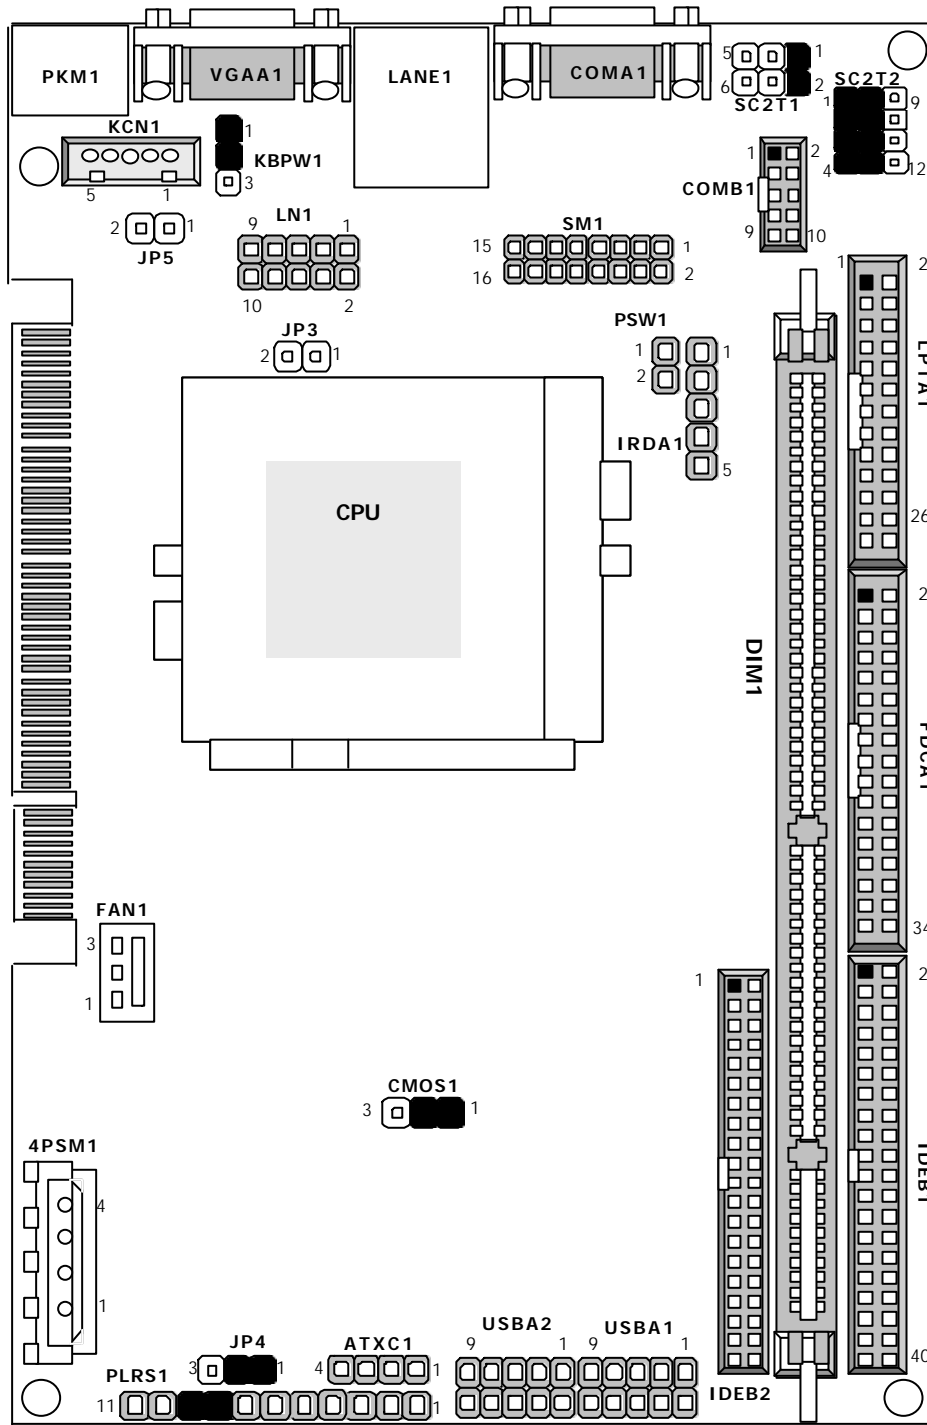 PKM1
VGAA1
LANE1
COMA1
5
1
6
2
SC2T1
SC2T2
1
9
4
12
KCN1
5
1
1
KBPW1
3
1
2
COMB1
9
10
2
1
JP5
LN1
9
1
10
2
SM1
15
1
16
2
1
2
LPTA1
26
PSW1
1
1
2
IRDA1
5
JP3
2
1
CPU
DIM1
2
FDCA1
34
FAN1
3
1
1
2
IDEB1
40
CMOS1
3
1
4PSM1
4
1
USBA2
9
1
USBA1
9
1
JP4
3
1
ATXC1
4
1
PLRS1
11
1
IDEB2